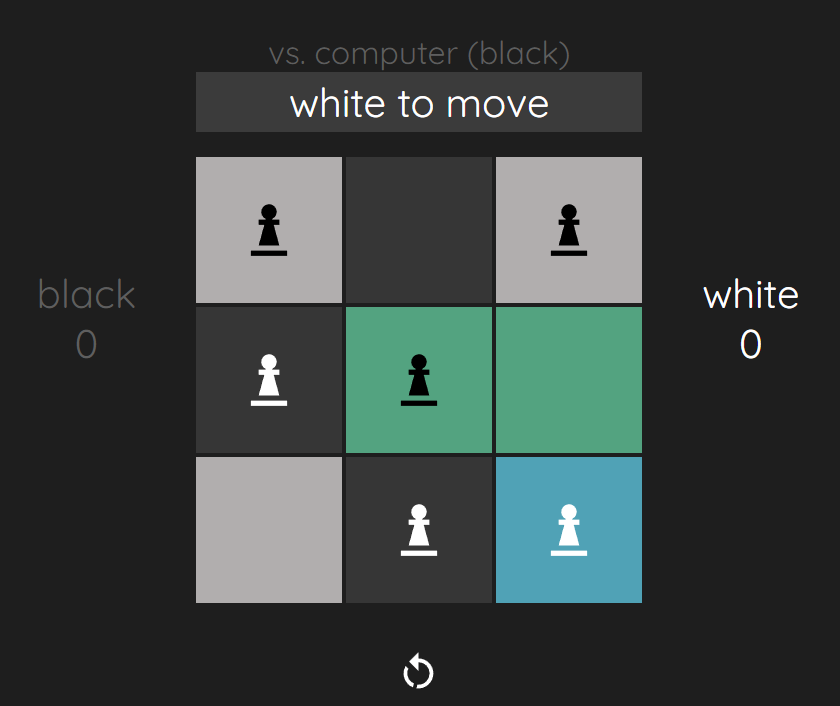 vs. computer (black)
white to move
black
0
white
0